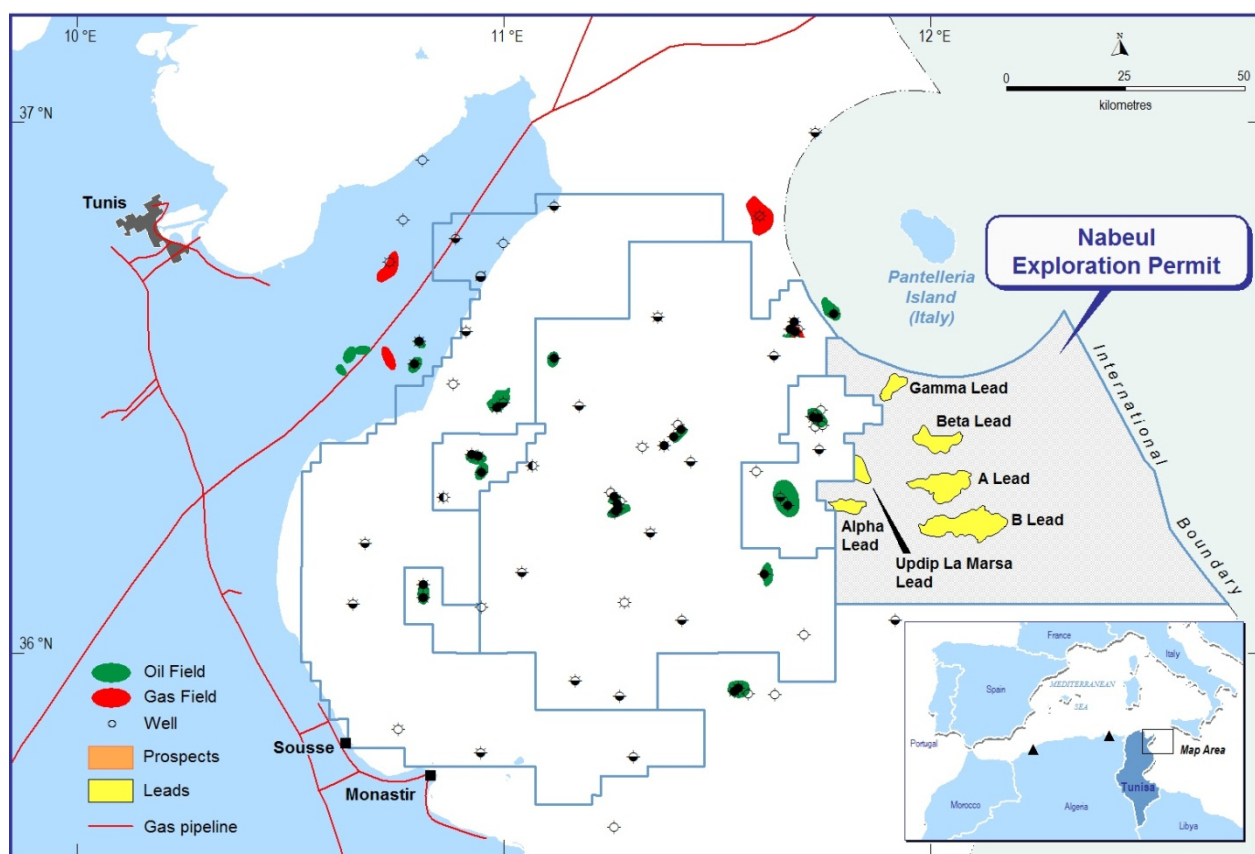 10 °E
11 °E
12 °E
N
0 25 50
kilometres
37 °N
Tunis
Nabeul
Exploration Permit
Pantelleria
Island
(Italy)
International
Boundary
Gamma Lead
Beta Lead
A Lead
B Lead
Alpha
Lead
Updip La Marsa
Lead
36 °N
Oil Field
Gas Field
Well
Prospects
Leads
Gas pipeline
Sousse
Monastir
France
Italy
Spain
MEDITERRANEAN
SEA
Portugal
Map Area
Tunisa
Morocco
Algeria
Libya